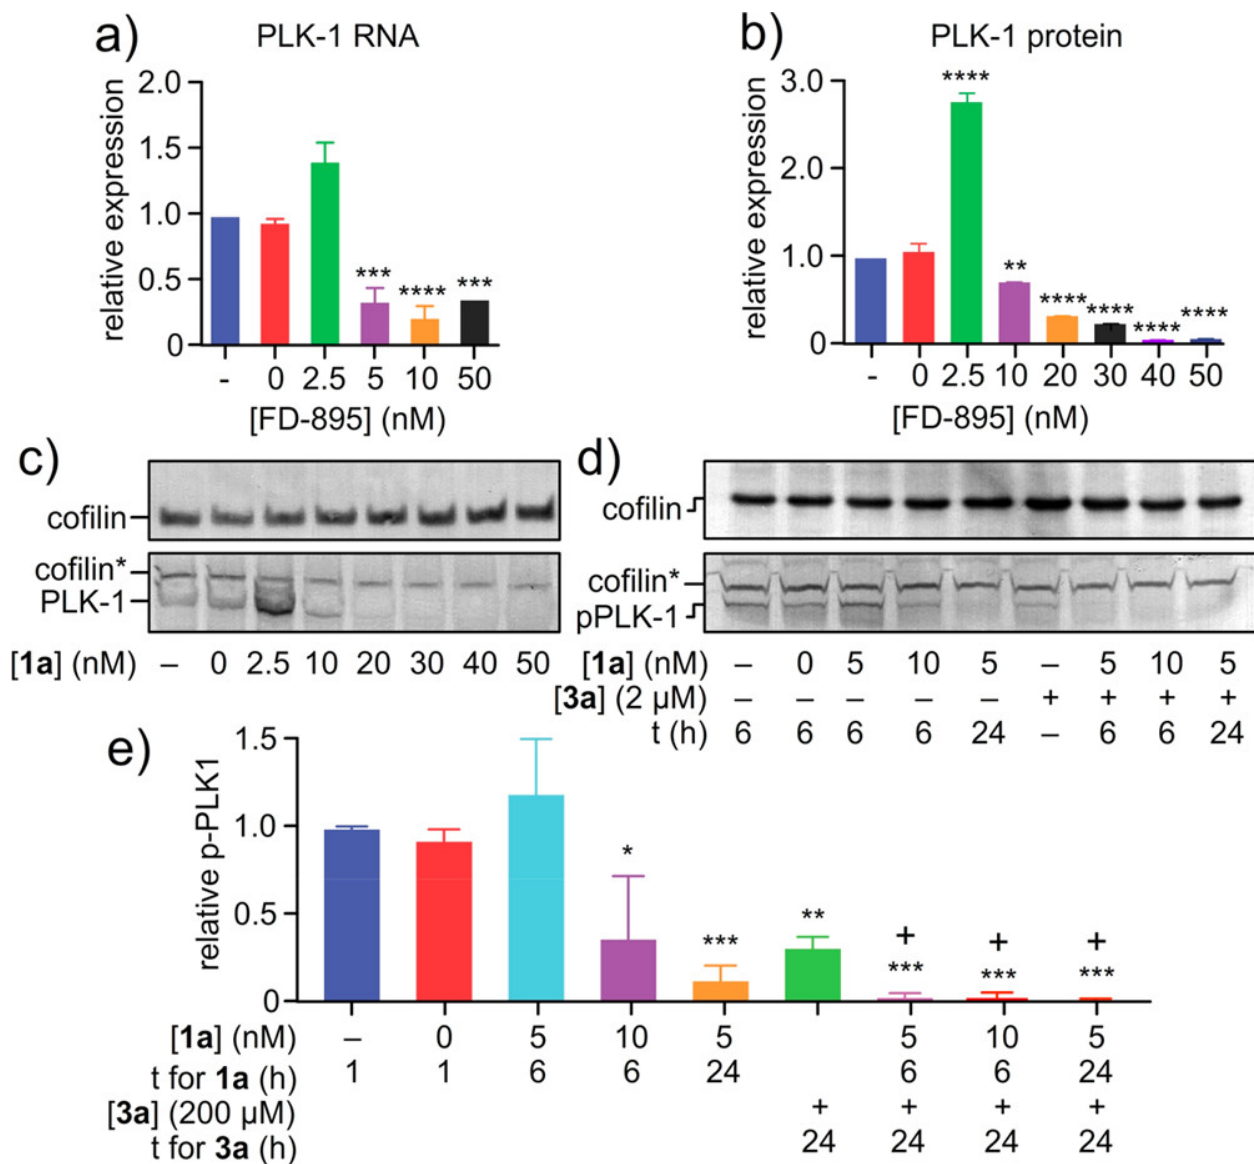 a) PLK-1 RNA
relative expression
2.0
1.5
1.0
0.5
0
*** **** ***
- 0 2.5 5 10 50
[FD-895] (nM)
b) PLK-1 protein
relative expression
3.0
2.0
1.0
0
**** ** **** **** **** ****
- 0 2.5 10 20 30 40 50
[FD-895] (nM)
c)
cofilin
cofilin*
PLK-1
[1a] (nM) – 0 2.5 10 20 30 40 50
d)
cofilin
cofilin*
pPLK-1
[1a] (nM) – 0 5 10 5 – 5 10 5
[3a] (2 µM) – – – – – + + + +
t (h) 6 6 6 6 24 – 6 6 24
e)
relative p-PLK1
1.5
1.0
0.5
0
* *** ** + *** + *** + ***
[1a] (nM) – 0 5 10 5 5 10 5
t for 1a (h) 1 1 6 6 24 6 6 24
[3a] (200 µM) + + + +
t for 3a (h) 24 24 24 24